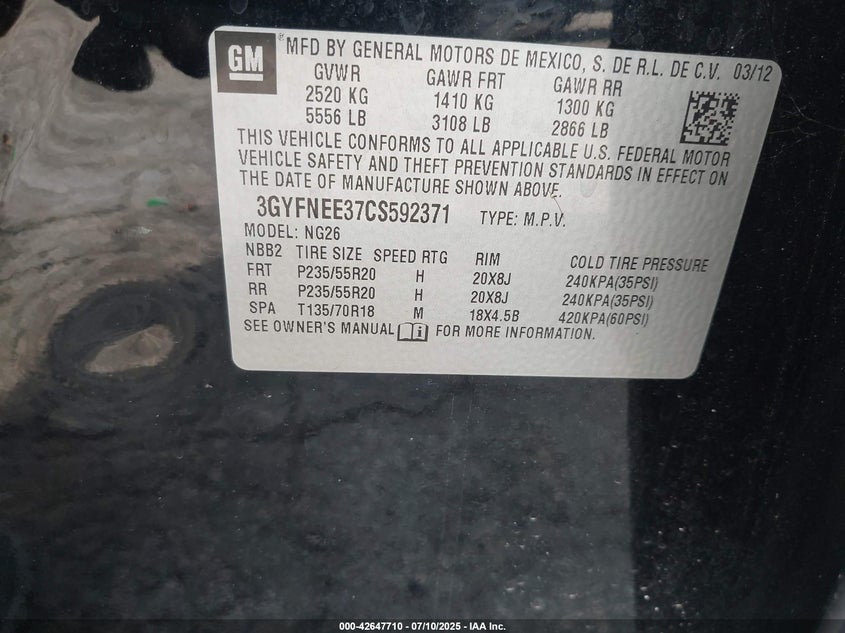 GM
® MFD BY GENERAL MOTORS DE MEXICO, S. DE R.L. DE C.V. 03/12
GVWR GAWR FRT GAWR RR
2520 KG 1410 KG 1300 KG
5556 LB 3108 LB 2866 LB
THIS VEHICLE CONFORMS TO ALL APPLICABLE U.S. FEDERAL MOTOR
VEHICLE SAFETY AND THEFT PREVENTION STANDARDS IN EFFECT ON
THE DATE OF MANUFACTURE SHOWN ABOVE.
3GYFNEE37CS592371 TYPE: M.P.V.
MODEL: NG26
NBB2 TIRE SIZE SPEED RTG RIM COLD TIRE PRESSURE
FRT P235/55R20 H 20X8J 240KPA(35PSI)
RR P235/55R20 H 20X8J 240KPA(35PSI)
SPA T135/70R18 M 18X4.5B 420KPA(60PSI)
SEE OWNER'S MANUAL FOR MORE INFORMATION.
000-42647710 - 07/10/2025 - IAA Inc.